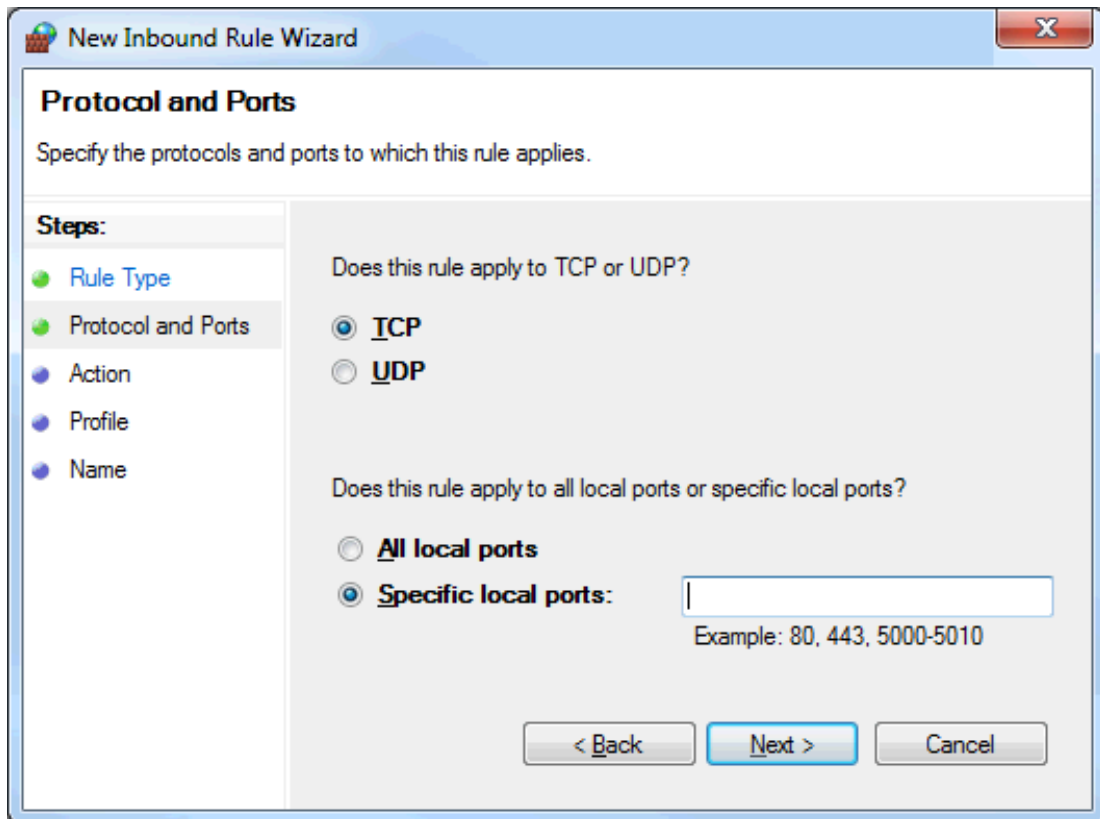 New Inbound Rule Wizard
Protocol and Ports
Specify the protocols and ports to which this rule applies.
Steps:
Rule Type
Protocol and Ports
Action
Profile
Name
Does this rule apply to TCP or UDP?
TCP
UDP
Does this rule apply to all local ports or specific local ports?
All local ports
Specific local ports:
Example: 80, 443, 5000-5010
< Back Next > Cancel